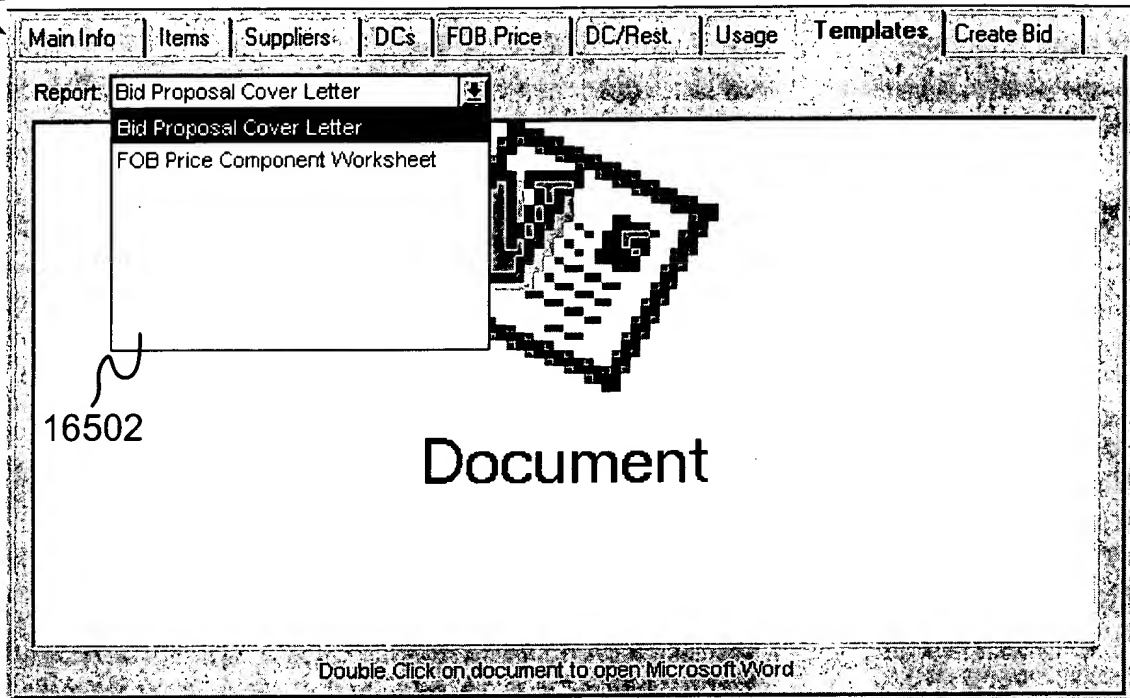 Main Info Items Suppliers DCs FOB Price DC/Rest. Usage Templates Create Bid
Report: Bid Proposal Cover Letter
Bid Proposal Cover Letter
FOB Price Component Worksheet
16502
Document
Double Click on document to open Microsoft Word